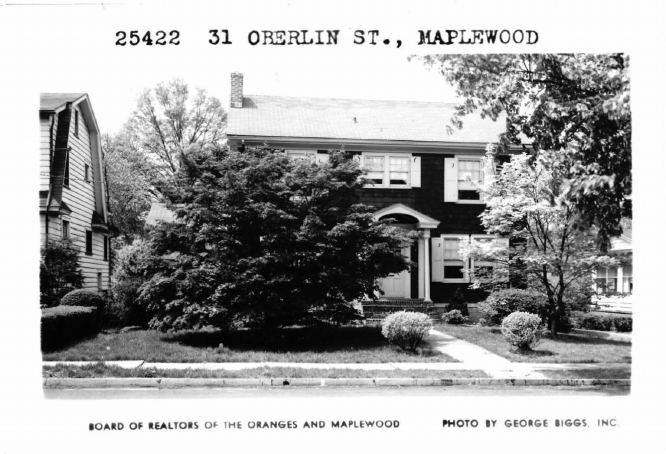 25422 31 OBERLIN ST., MAPLEWOOD
BOARD OF REALTORS OF THE ORANGES AND MAPLEWOOD PHOTO BY GEORGE BIGGS, INC.